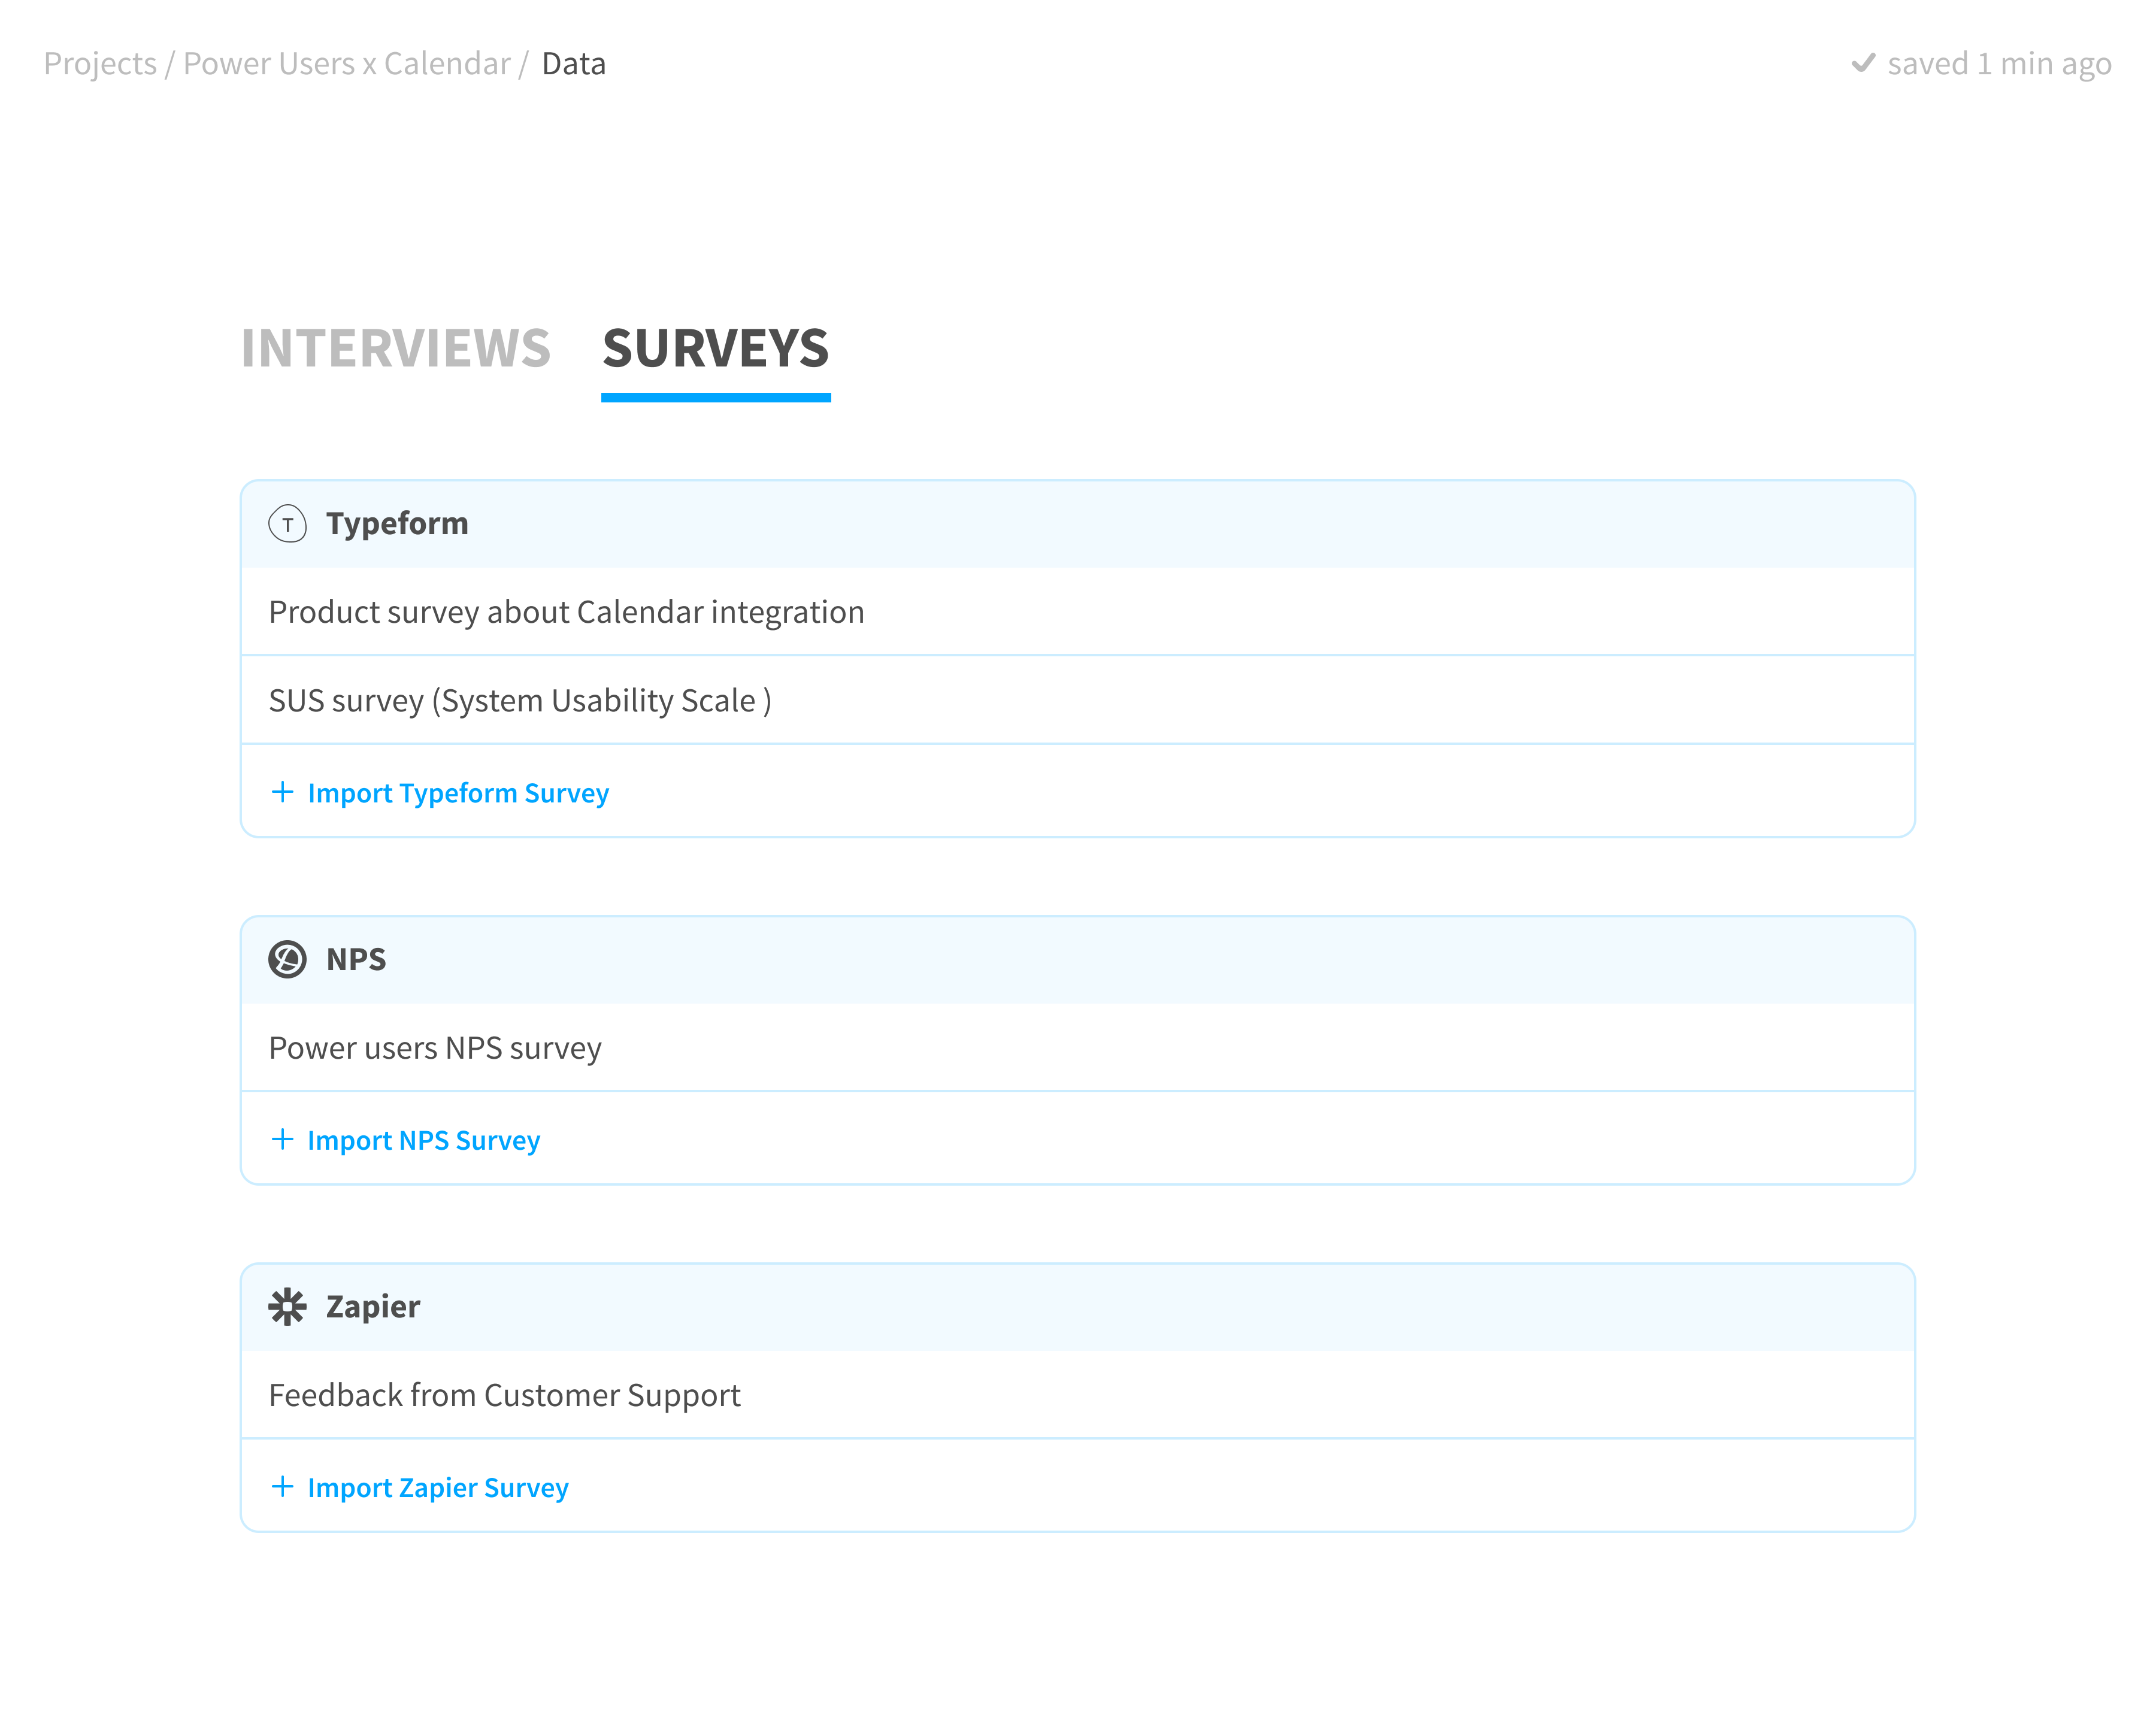 Projects / Power Users x Calendar / Data
saved 1 min ago
INTERVIEWS SURVEYS
T Typeform
Product survey about Calendar integration
SUS survey (System Usability Scale )
+ Import Typeform Survey
NPS
Power users NPS survey
+ Import NPS Survey
Zapier
Feedback from Customer Support
+ Import Zapier Survey